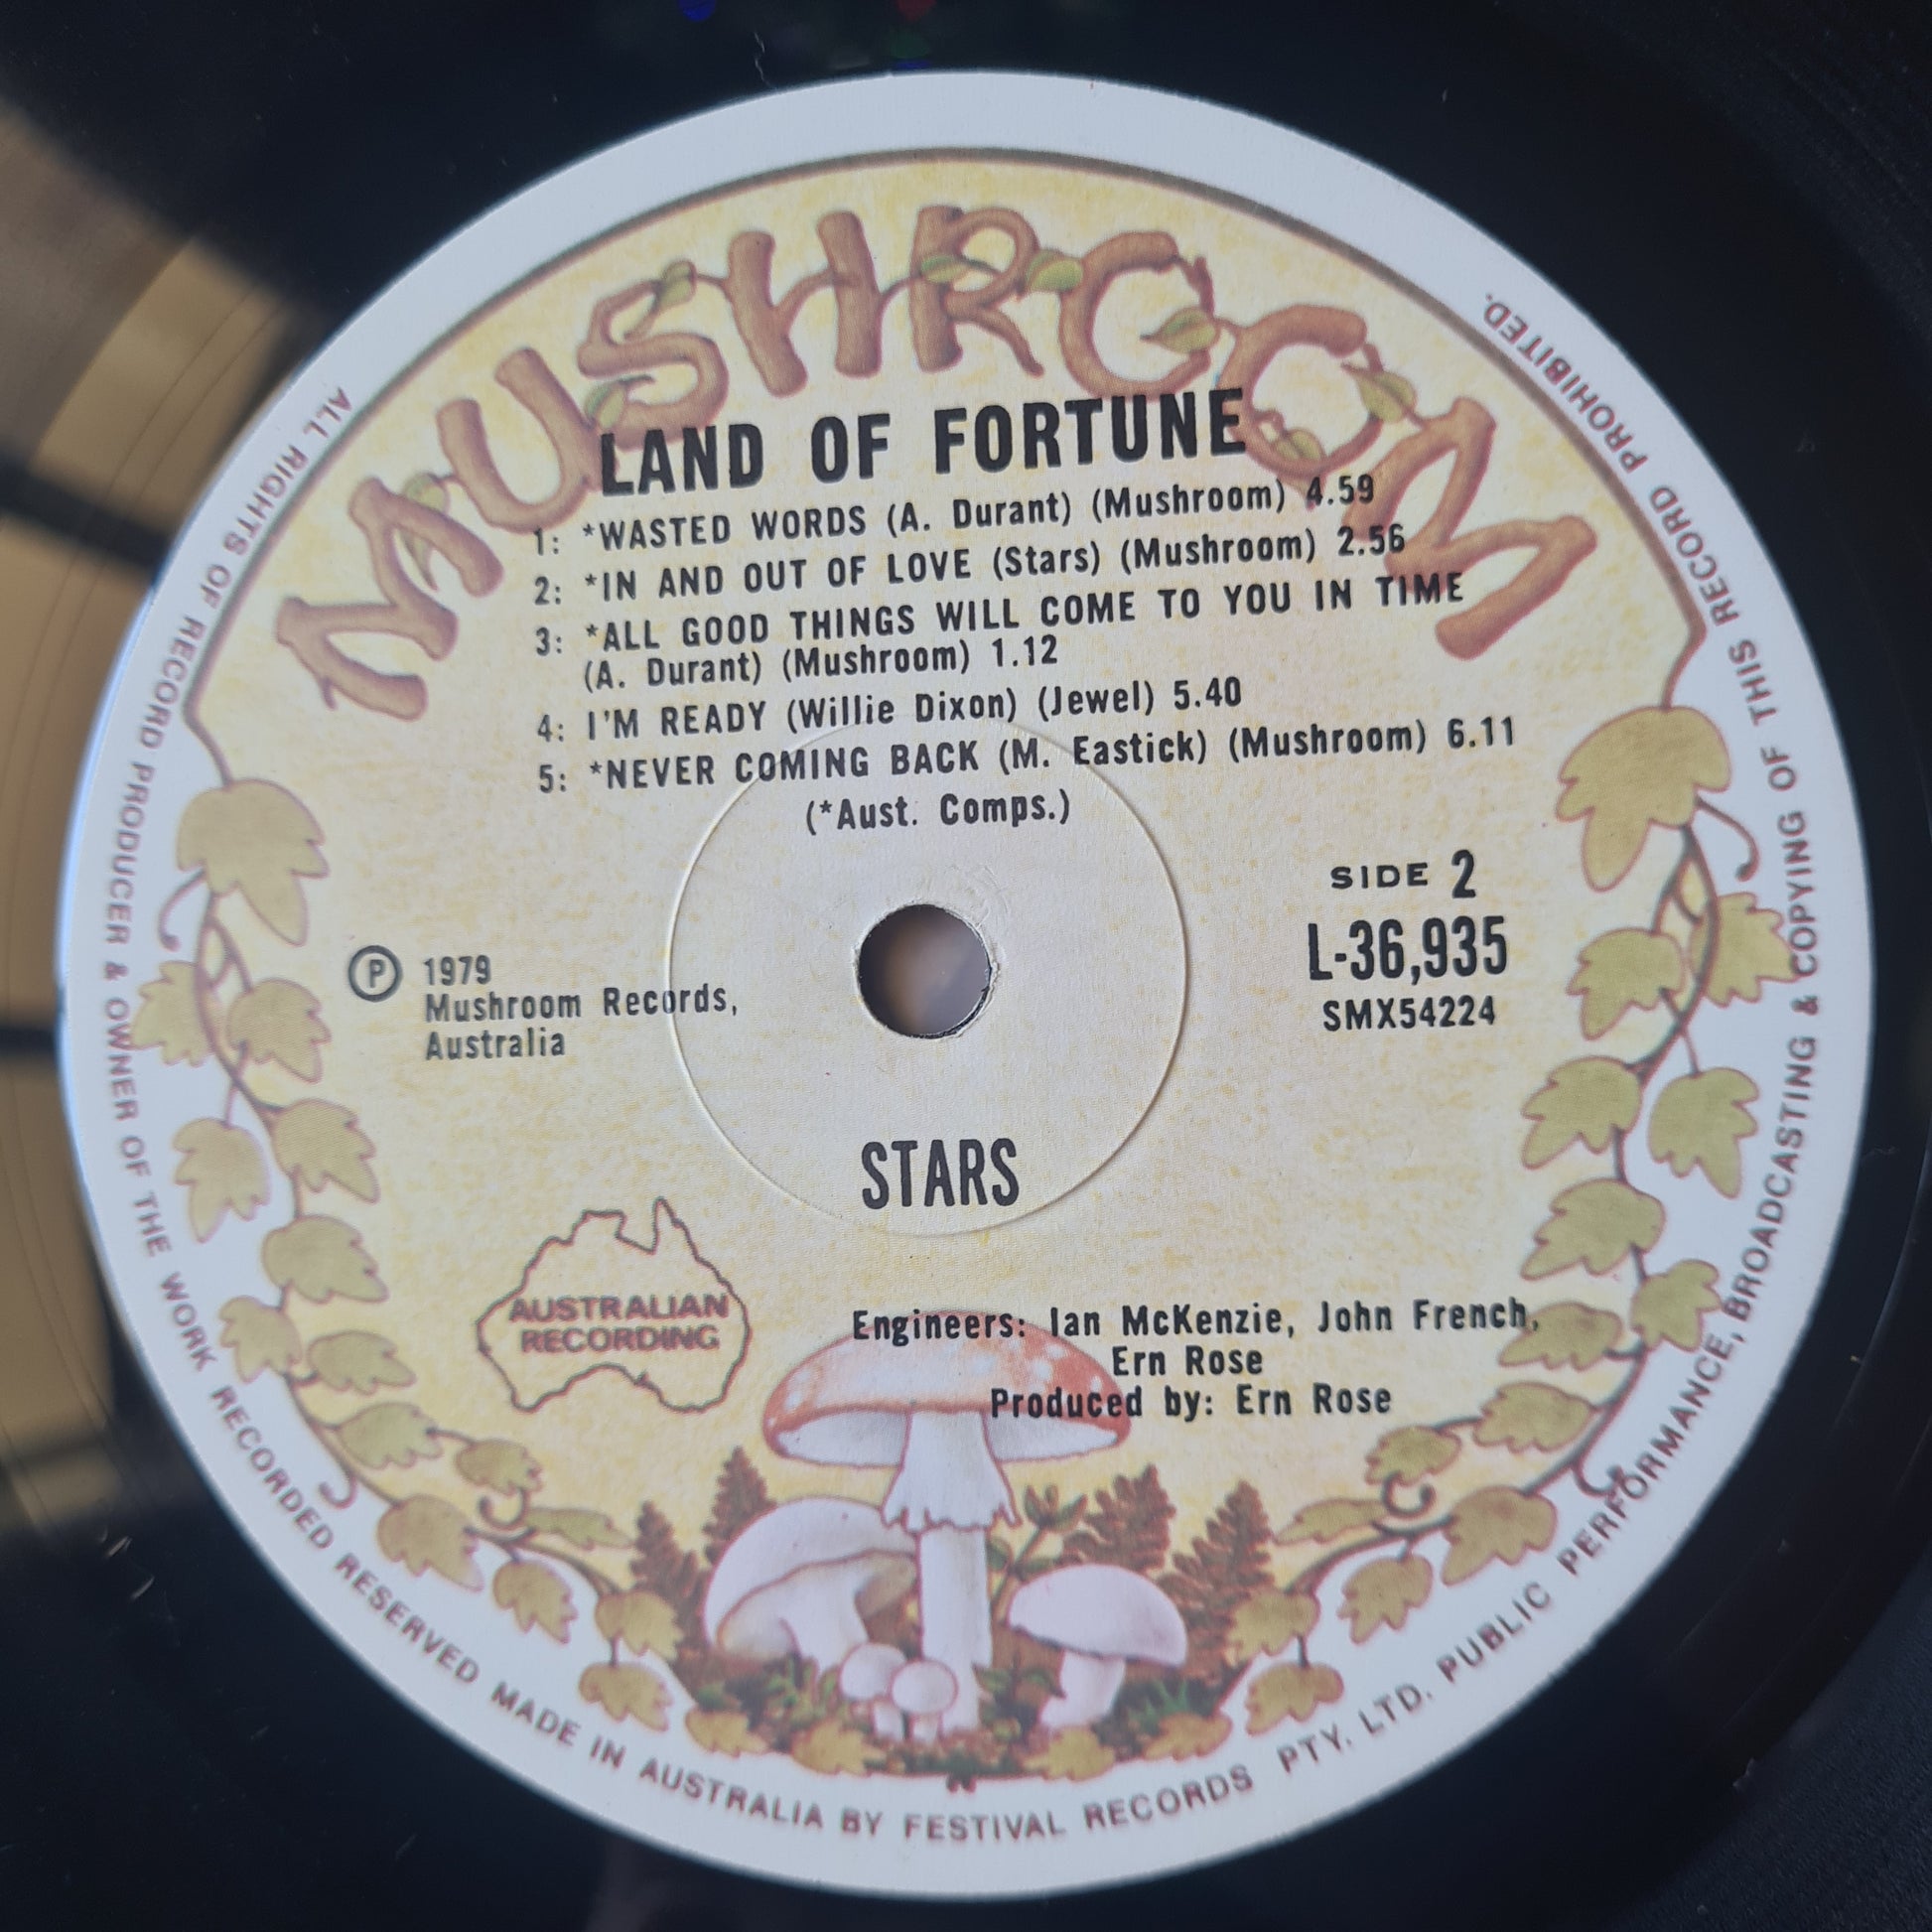 MUSHROOM
LAND OF FORTUNE
1: *WASTED WORDS (A. Durant) (Mushroom) 4.59
2: *IN AND OUT OF LOVE (Stars) (Mushroom) 2.56
3: *ALL GOOD THINGS WILL COME TO YOU IN TIME
(A. Durant) (Mushroom) 1.12
4: I'M READY (Willie Dixon) (Jewel) 5.40
5: *NEVER COMING BACK (M. Eastick) (Mushroom) 6.11
(*Aust. Comps.)
SIDE 2
L-36,935
SMX54224
Ⓟ 1979
Mushroom Records,
Australia
STARS
AUSTRALIAN
RECORDING
Engineers: Ian McKenzie, John French,
Ern Rose
Produced by: Ern Rose
ALL RIGHTS OF RECORD PRODUCER & OWNER OF THE WORK RECORDED RESERVED MADE IN AUSTRALIA BY FESTIVAL RECORDS PTY. LTD. PUBLIC PERFORMANCE, BROADCASTING & COPYING OF THIS RECORD PROHIBITED.